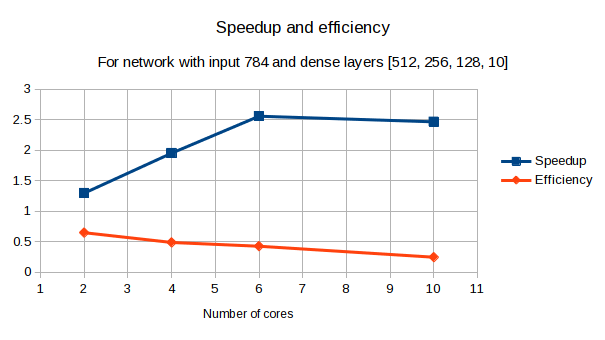 Speedup and efficiency
For network with input 784 and dense layers [512, 256, 128, 10]
3
2.5
2
1.5
1
0.5
0
1 2 3 4 5 6 7 8 9 10 11
Number of cores
Speedup
Efficiency